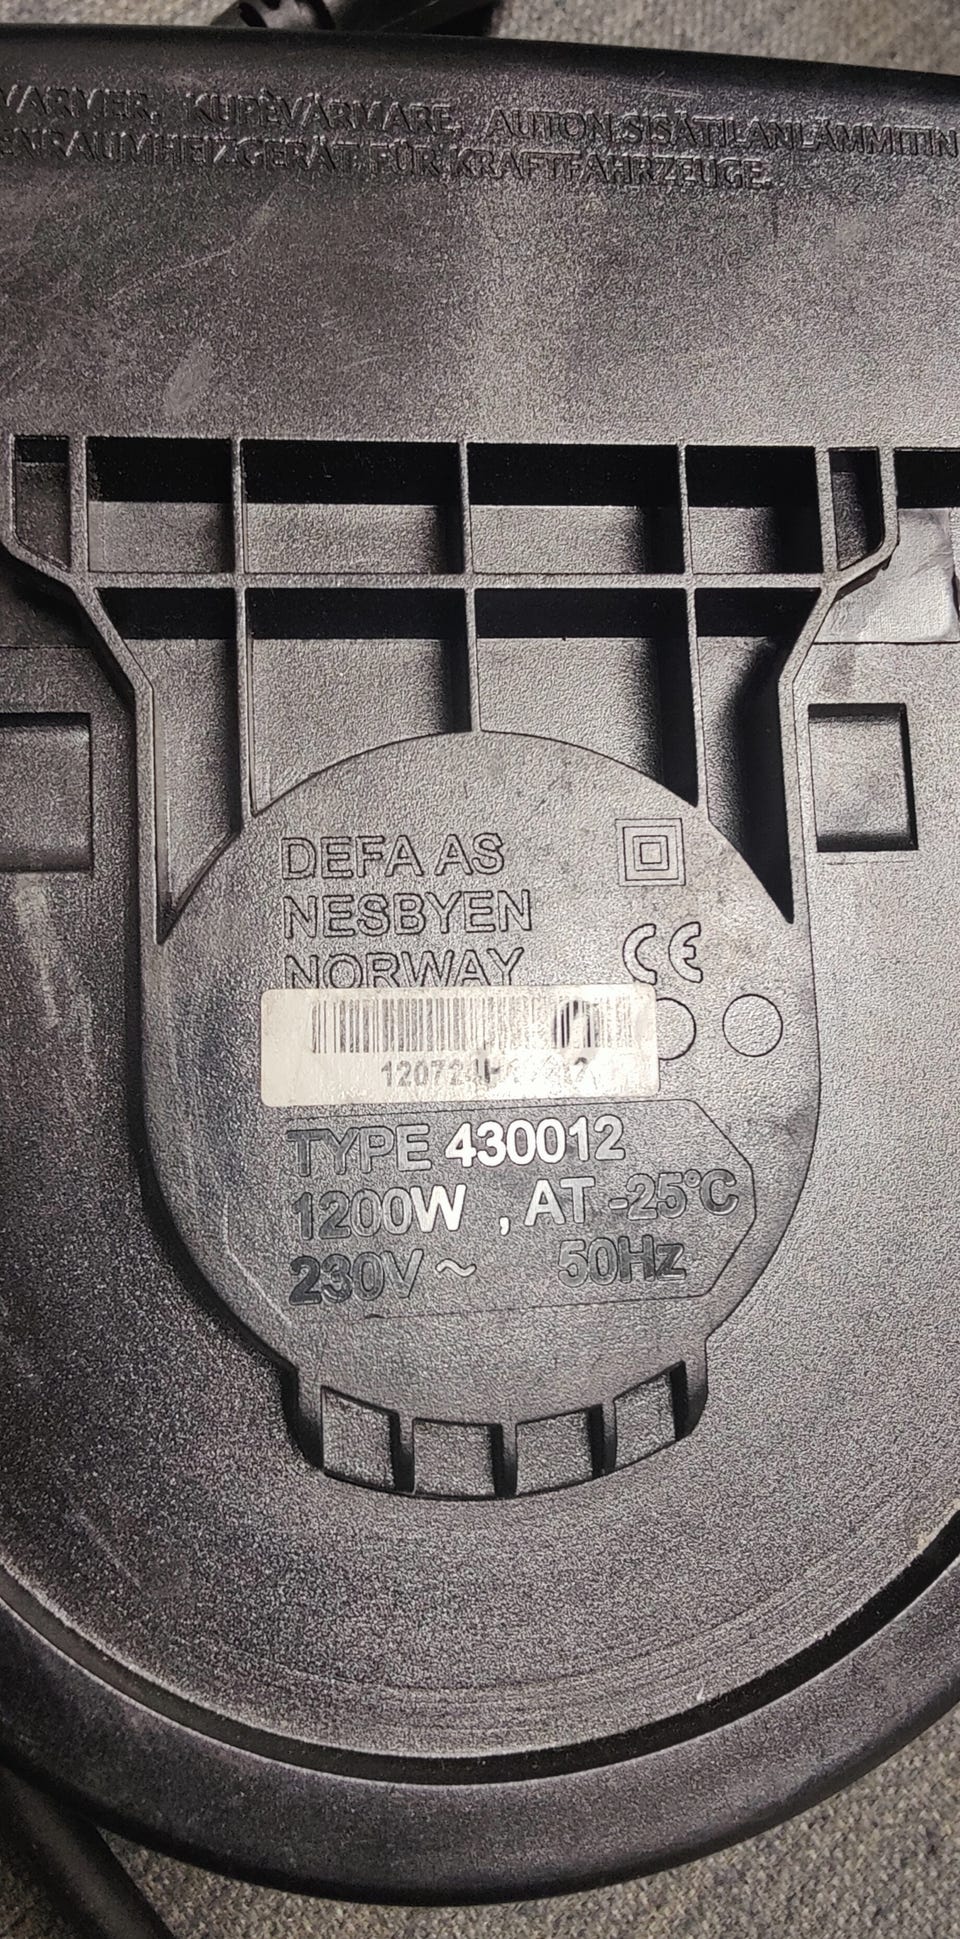 VARMER, KUPÉVÄRMARE, AUTON SISÄTILANLÄMMITIN
ENRAUMHEIZGERÄT FÜR KRAFTFAHRZEUGE.
DEFA AS
NESBYEN
NORWAY
CE
TYPE 430012
1200W , AT -25°C
230V ~ 50Hz